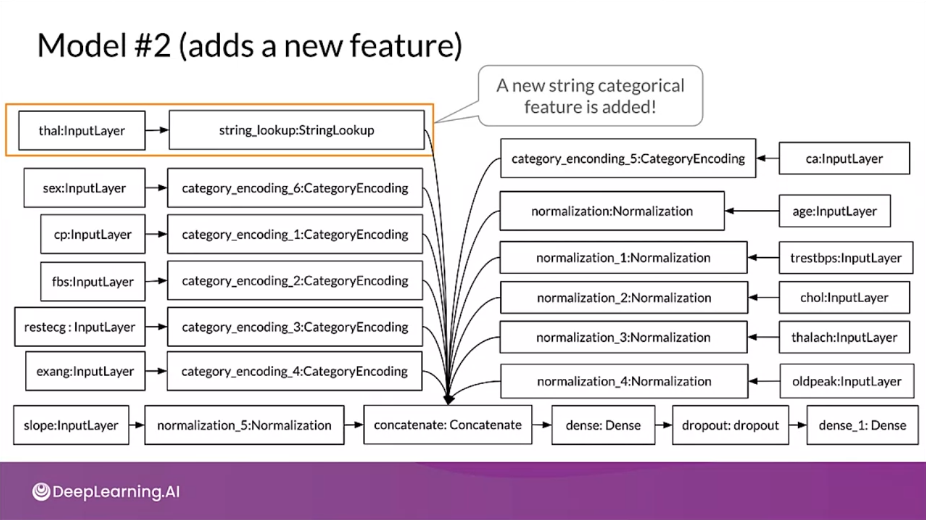 Model #2 (adds a new feature)
A new string categorical
feature is added!
thal:InputLayer
string_lookup:StringLookup
sex:InputLayer
category_encoding_6:CategoryEncoding
cp:InputLayer
category_encoding_1:CategoryEncoding
fbs:InputLayer
category_encoding_2:CategoryEncoding
restecg : InputLayer
category_encoding_3:CategoryEncoding
exang:InputLayer
category_encoding_4:CategoryEncoding
category_enconding_5:CategoryEncoding
ca:InputLayer
normalization:Normalization
age:InputLayer
normalization_1:Normalization
trestbps:InputLayer
normalization_2:Normalization
chol:InputLayer
normalization_3:Normalization
thalach:InputLayer
normalization_4:Normalization
oldpeak:InputLayer
slope:InputLayer
normalization_5:Normalization
concatenate: Concatenate
dense: Dense
dropout: dropout
dense_1: Dense
DeepLearning.AI